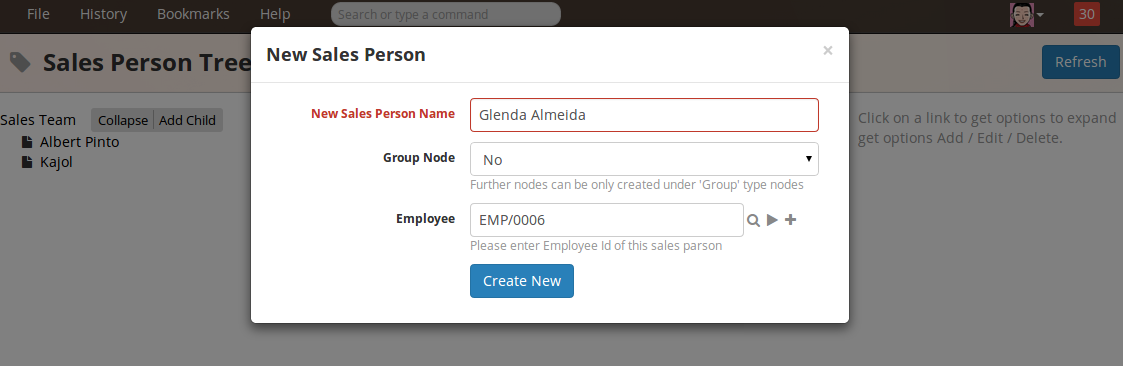 File History Bookmarks Help Search or type a command 30
New Sales Person ×
Sales Person Tree Refresh
New Sales Person Name Glenda Almeida
Sales Team Collapse Add Child
Click on a link to get options to expand
get options Add / Edit / Delete.
Albert Pinto
Kajol
Group Node No
Further nodes can be only created under 'Group' type nodes
Employee EMP/0006
Please enter Employee Id of this sales parson
Create New